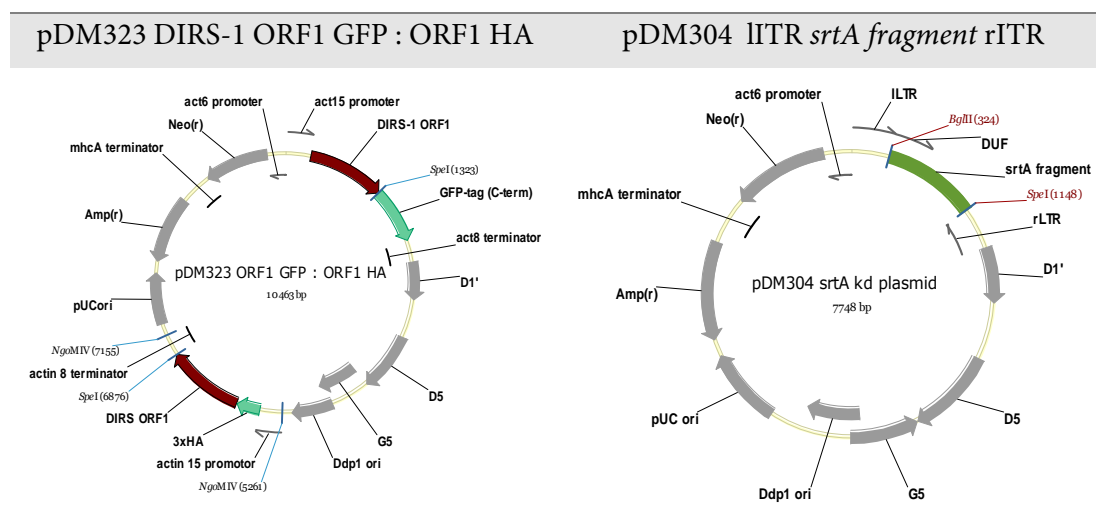 pDM323 DIRS-1 ORF1 GFP : ORF1 HA
pDM304 lITR srtA fragment rITR
act6 promoter
act15 promoter
Neo(r)
DIRS-1 ORF1
mhcA terminator
SpeI (1323)
GFP-tag (C-term)
Amp(r)
act8 terminator
pDM323 ORF1 GFP : ORF1 HA
10463 bp
D1'
pUCori
NgoMIV (7155)
actin 8 terminator
SpeI (6876)
D5
DIRS ORF1
3xHA
G5
actin 15 promotor
Ddp1 ori
NgoMIV (5261)
lLTR
act6 promoter
BglII (324)
Neo(r)
DUF
srtA fragment
mhcA terminator
SpeI (1148)
rLTR
D1'
pDM304 srtA kd plasmid
7748 bp
Amp(r)
pUC ori
D5
Ddp1 ori
G5